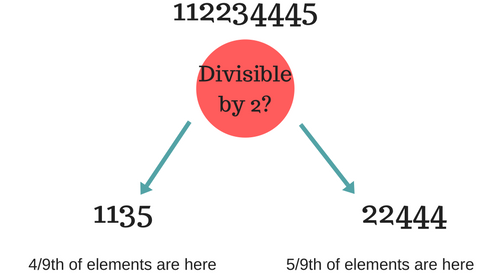 112234445
Divisible
by 2?
1135
22444
4/9th of elements are here
5/9th of elements are here